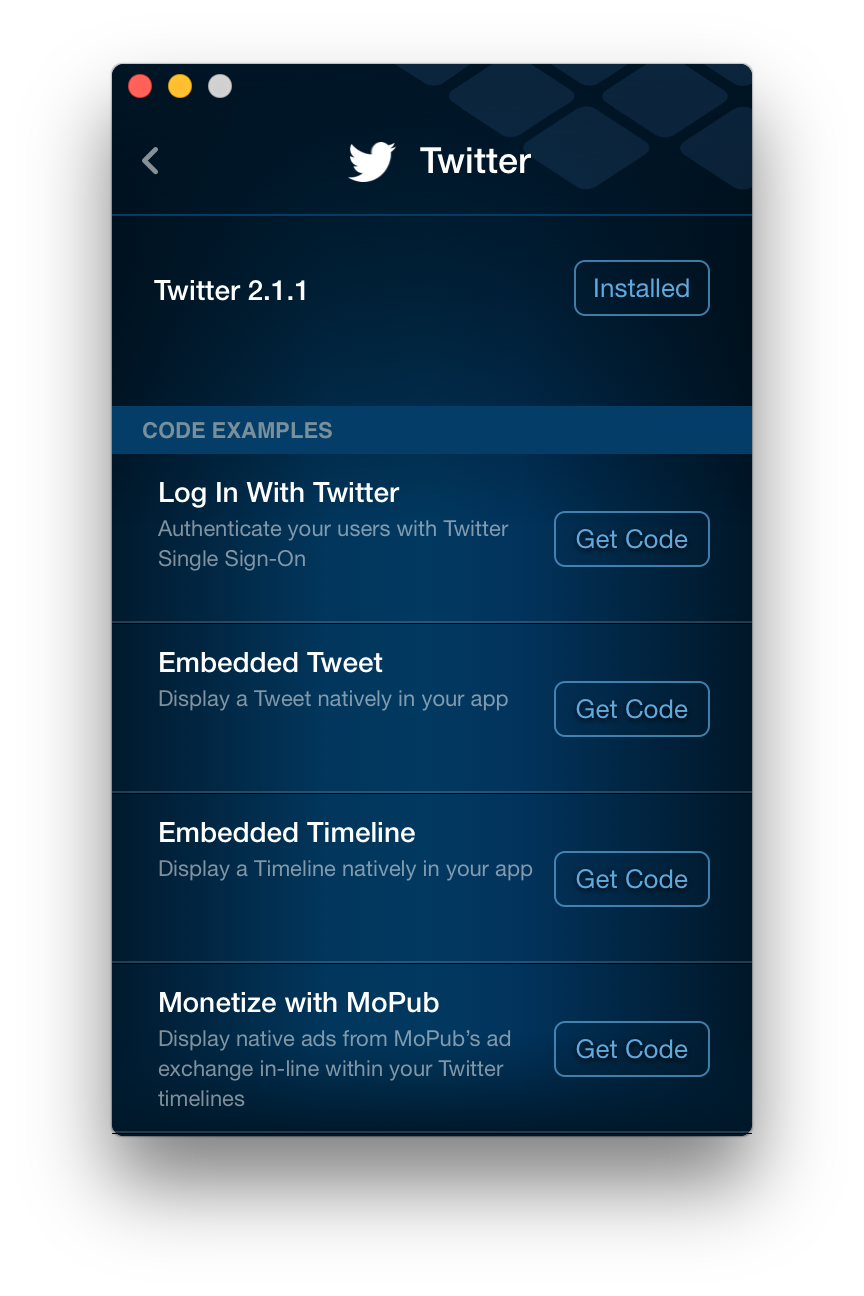 Twitter
Twitter 2.1.1
Installed
CODE EXAMPLES
Log In With Twitter
Authenticate your users with Twitter
Single Sign-On
Get Code
Embedded Tweet
Display a Tweet natively in your app
Get Code
Embedded Timeline
Display a Timeline natively in your app
Get Code
Monetize with MoPub
Display native ads from MoPub’s ad
exchange in-line within your Twitter
timelines
Get Code